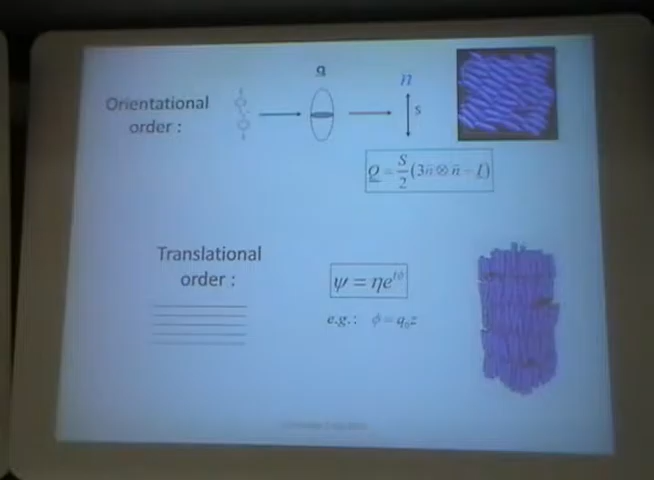 Orientational
order :
q
n
s
Q = S/2 (3n̄ ⊗ n̄ − I)
Translational
order :
ψ = ηe^{iϕ}
e.g.: ϕ = q₀z